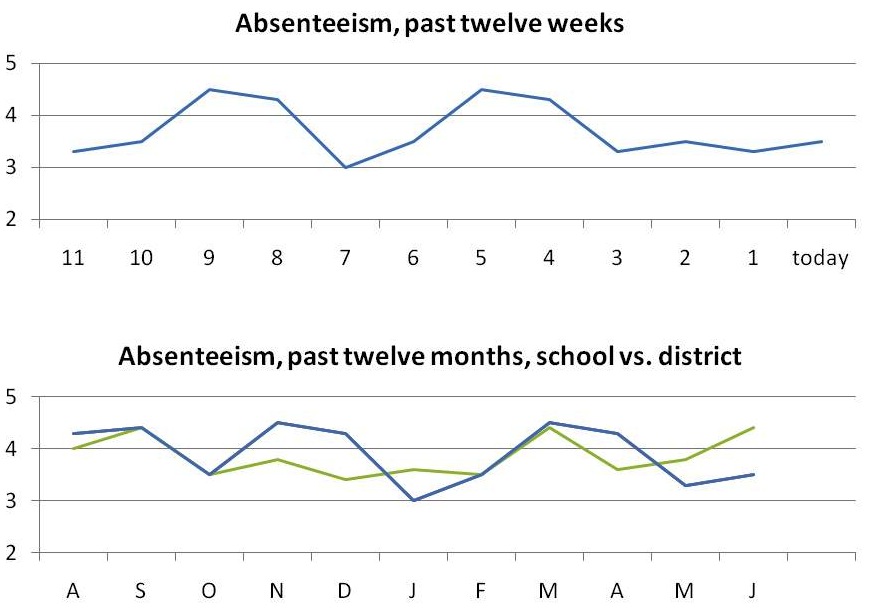 Absenteeism, past twelve weeks
5
4
3
2
11 10 9 8 7 6 5 4 3 2 1 today
Absenteeism, past twelve months, school vs. district
5
4
3
2
A S O N D J F M A M J